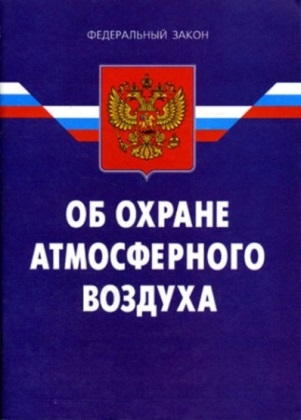 ФЕДЕРАЛЬНЫЙ ЗАКОН
ОБ ОХРАНЕ
АТМОСФЕРНОГО
ВОЗДУХА